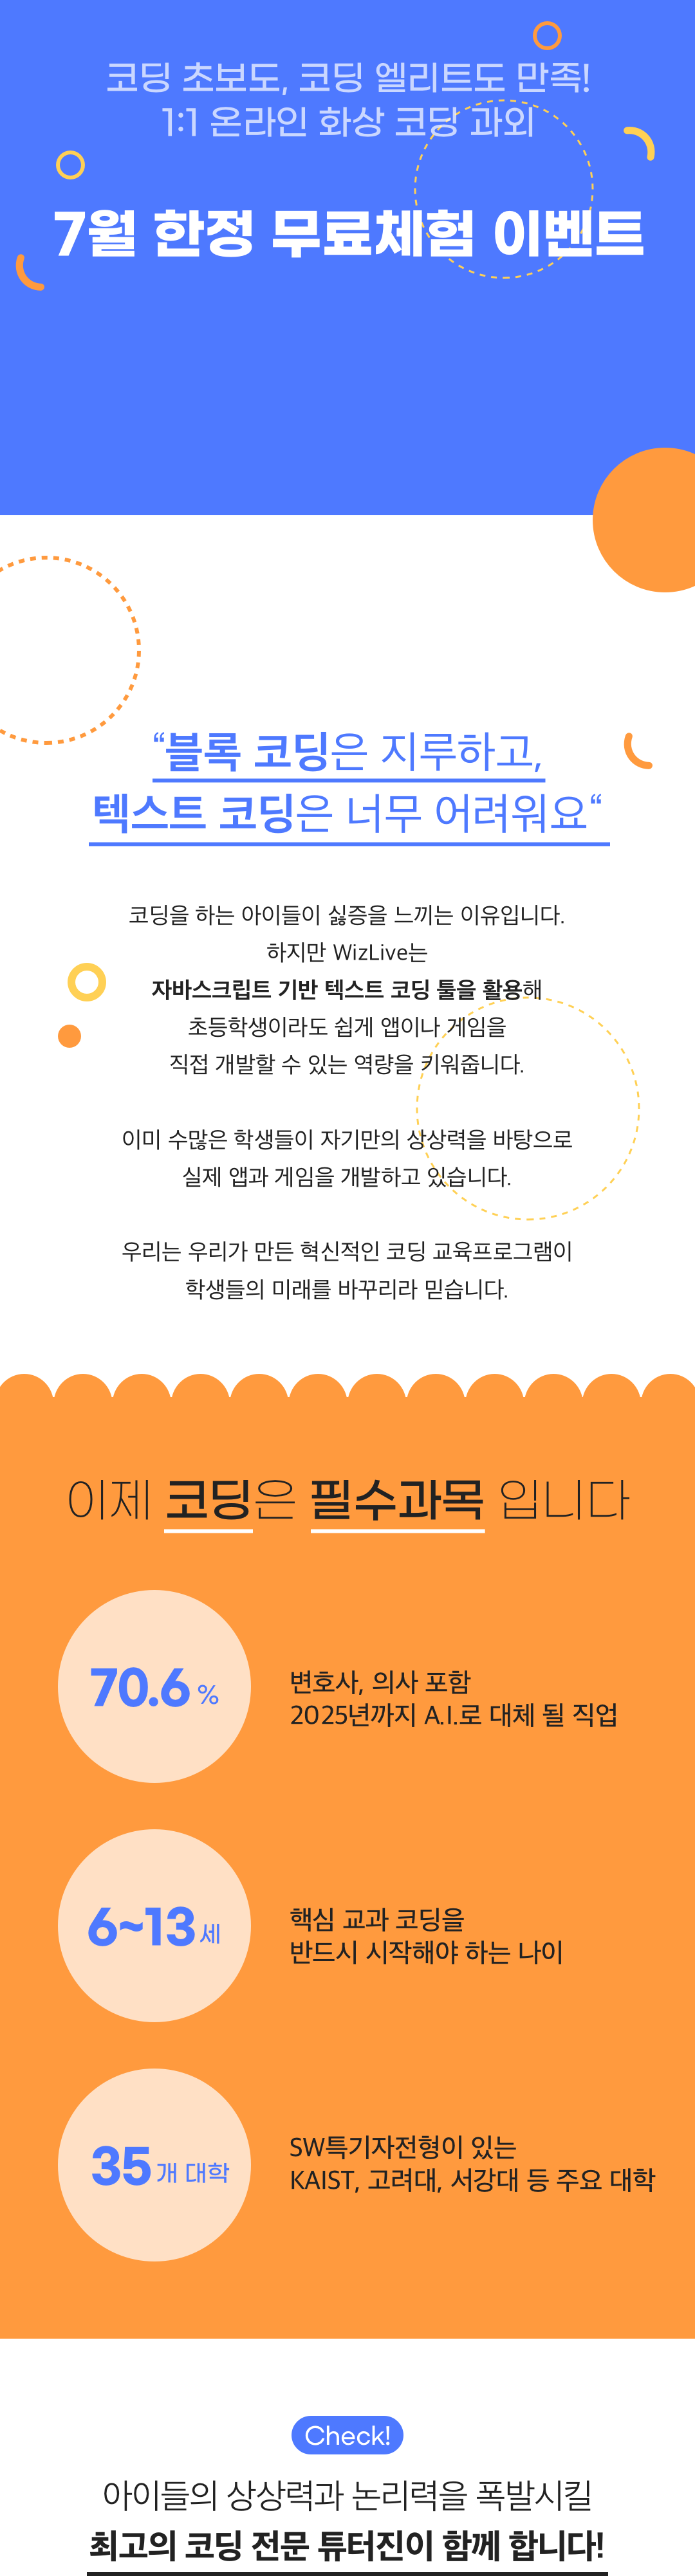 코딩 초보도, 코딩 엘리트도 만족!
1:1 온라인 화상 코딩 과외
7월 한정 무료체험 이벤트
“블록 코딩은 지루하고,
텍스트 코딩은 너무 어려워요“
코딩을 하는 아이들이 싫증을 느끼는 이유입니다.
하지만 WizLive는
자바스크립트 기반 텍스트 코딩 툴을 활용해
초등학생이라도 쉽게 앱이나 게임을
직접 개발할 수 있는 역량을 키워줍니다.
이미 수많은 학생들이 자기만의 상상력을 바탕으로
실제 앱과 게임을 개발하고 있습니다.
우리는 우리가 만든 혁신적인 코딩 교육프로그램이
학생들의 미래를 바꾸리라 믿습니다.
이제 코딩은 필수과목 입니다
70.6 %
변호사, 의사 포함
2025년까지 A.I.로 대체 될 직업
6~13 세
핵심 교과 코딩을
반드시 시작해야 하는 나이
35 개 대학
SW특기자전형이 있는
KAIST, 고려대, 서강대 등 주요 대학
Check!
아이들의 상상력과 논리력을 폭발시킬
최고의 코딩 전문 튜터진이 함께 합니다!